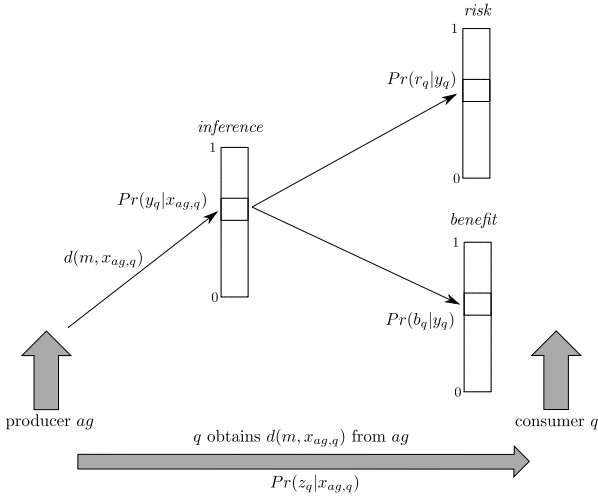 risk
1
Pr(r_q|y_q)
0
inference
1
Pr(y_q|x_{ag,q})
d(m, x_{ag,q})
0
benefit
1
Pr(b_q|y_q)
0
producer ag
consumer q
q obtains d(m, x_{ag,q}) from ag
Pr(z_q|x_{ag,q})